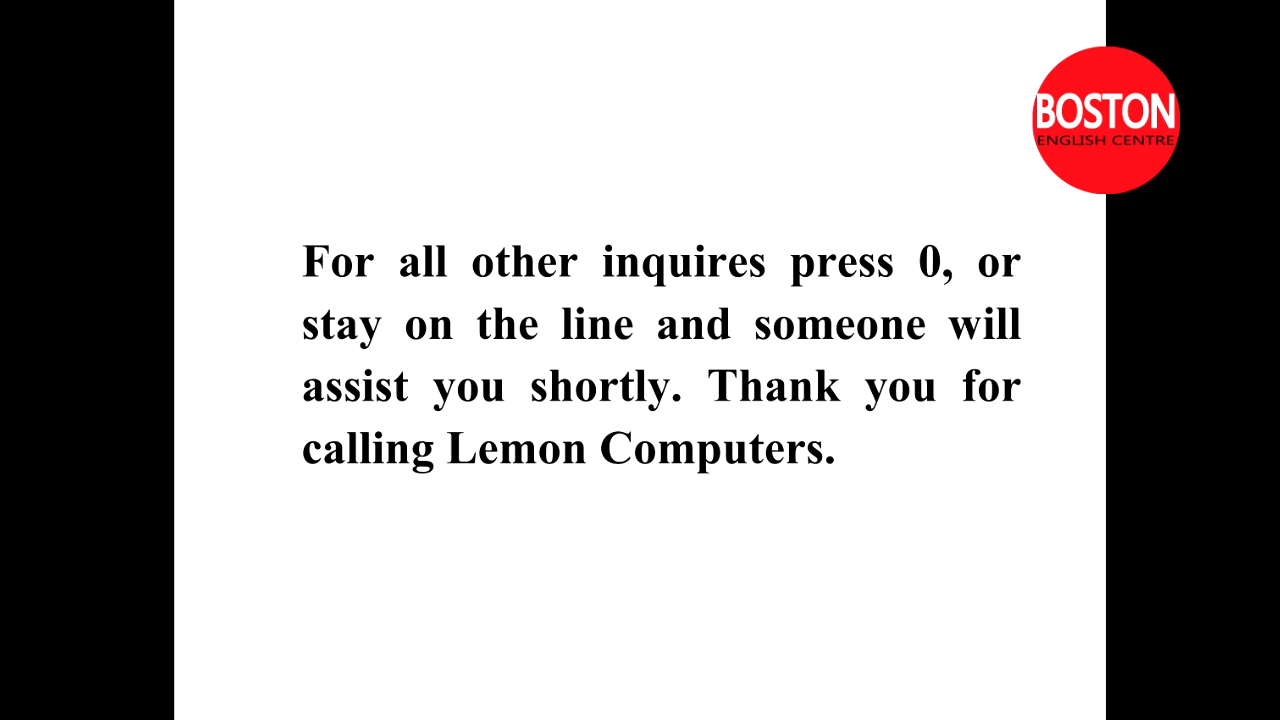 BOSTON
ENGLISH CENTRE
For all other inquires press 0, or
stay on the line and someone will
assist you shortly. Thank you for
calling Lemon Computers.